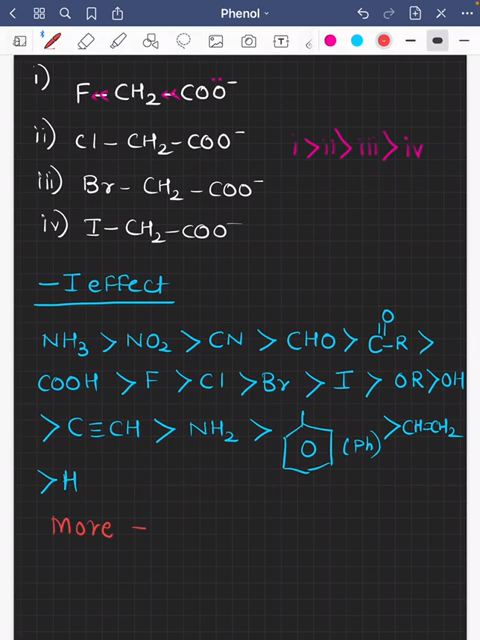 Phenol
i) F-CH2-COO-
ii) Cl-CH2-COO-
i>ii>iii>iv
iii) Br-CH2-COO-
iv) I-CH2-COO-
-I effect
NH3 > NO2 > CN > CHO > C-R >
O
COOH > F > Cl > Br > I > OR > OH
> C≡CH > NH2 > O (Ph) > CH=CH2
> H
More -